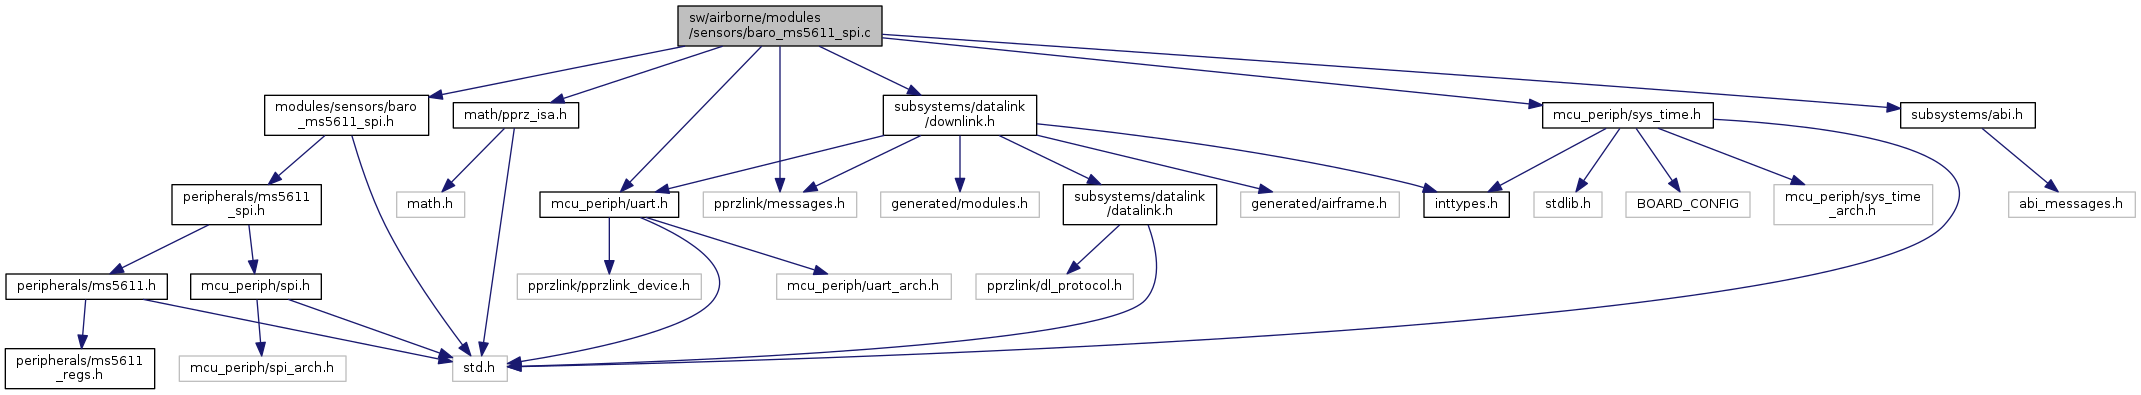 sw/airborne/modules
/sensors/baro_ms5611_spi.c
modules/sensors/baro
_ms5611_spi.h
math/pprz_isa.h
subsystems/datalink
/downlink.h
mcu_periph/sys_time.h
subsystems/abi.h
peripherals/ms5611
_spi.h
math.h
mcu_periph/uart.h
pprzlink/messages.h
generated/modules.h
subsystems/datalink
/datalink.h
generated/airframe.h
inttypes.h
stdlib.h
BOARD_CONFIG
mcu_periph/sys_time
_arch.h
abi_messages.h
peripherals/ms5611.h
mcu_periph/spi.h
pprzlink/pprzlink_device.h
mcu_periph/uart_arch.h
pprzlink/dl_protocol.h
peripherals/ms5611
_regs.h
mcu_periph/spi_arch.h
std.h